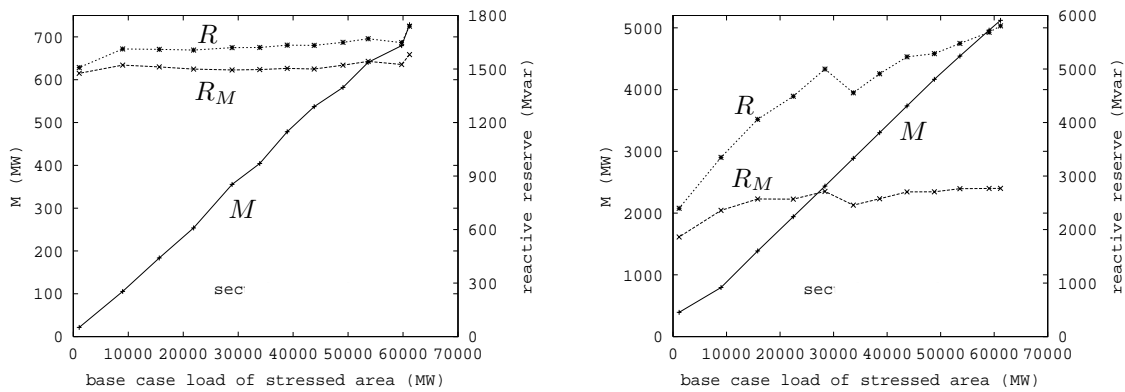 700
600
500
400
300
200
100
0
M (MW)
R
R_M
M
sec
1800
1500
1200
900
600
300
0
reactive reserve (Mvar)
0 10000 20000 30000 40000 50000 60000 70000
base case load of stressed area (MW)
5000
4000
3000
2000
1000
0
M (MW)
R
M
R_M
sec
6000
5000
4000
3000
2000
1000
0
reactive reserve (Mvar)
0 10000 20000 30000 40000 50000 60000 70000
base case load of stressed area (MW)